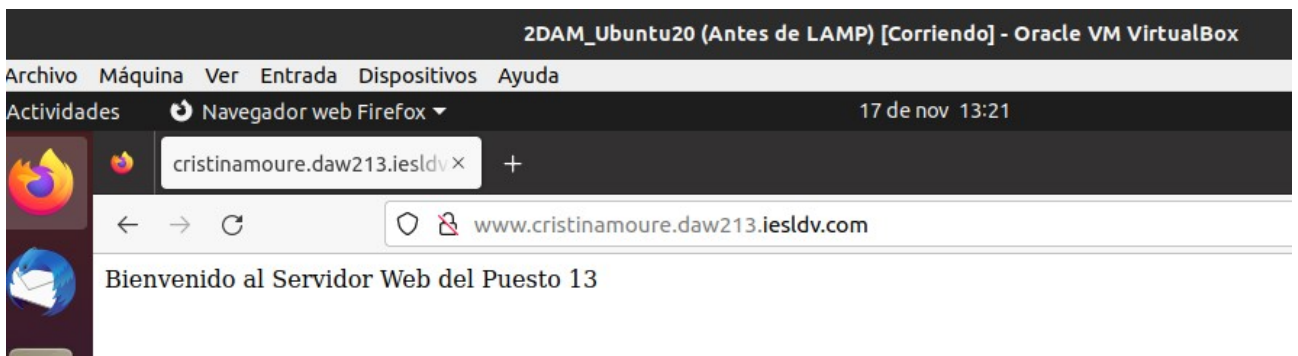 2DAM_Ubuntu20 (Antes de LAMP) [Corriendo] - Oracle VM VirtualBox
Archivo Máquina Ver Entrada Dispositivos Ayuda
Actividades Navegador web Firefox 17 de nov 13:21
cristinamoure.daw213.iesldv
www.cristinamoure.daw213.iesldv.com
Bienvenido al Servidor Web del Puesto 13